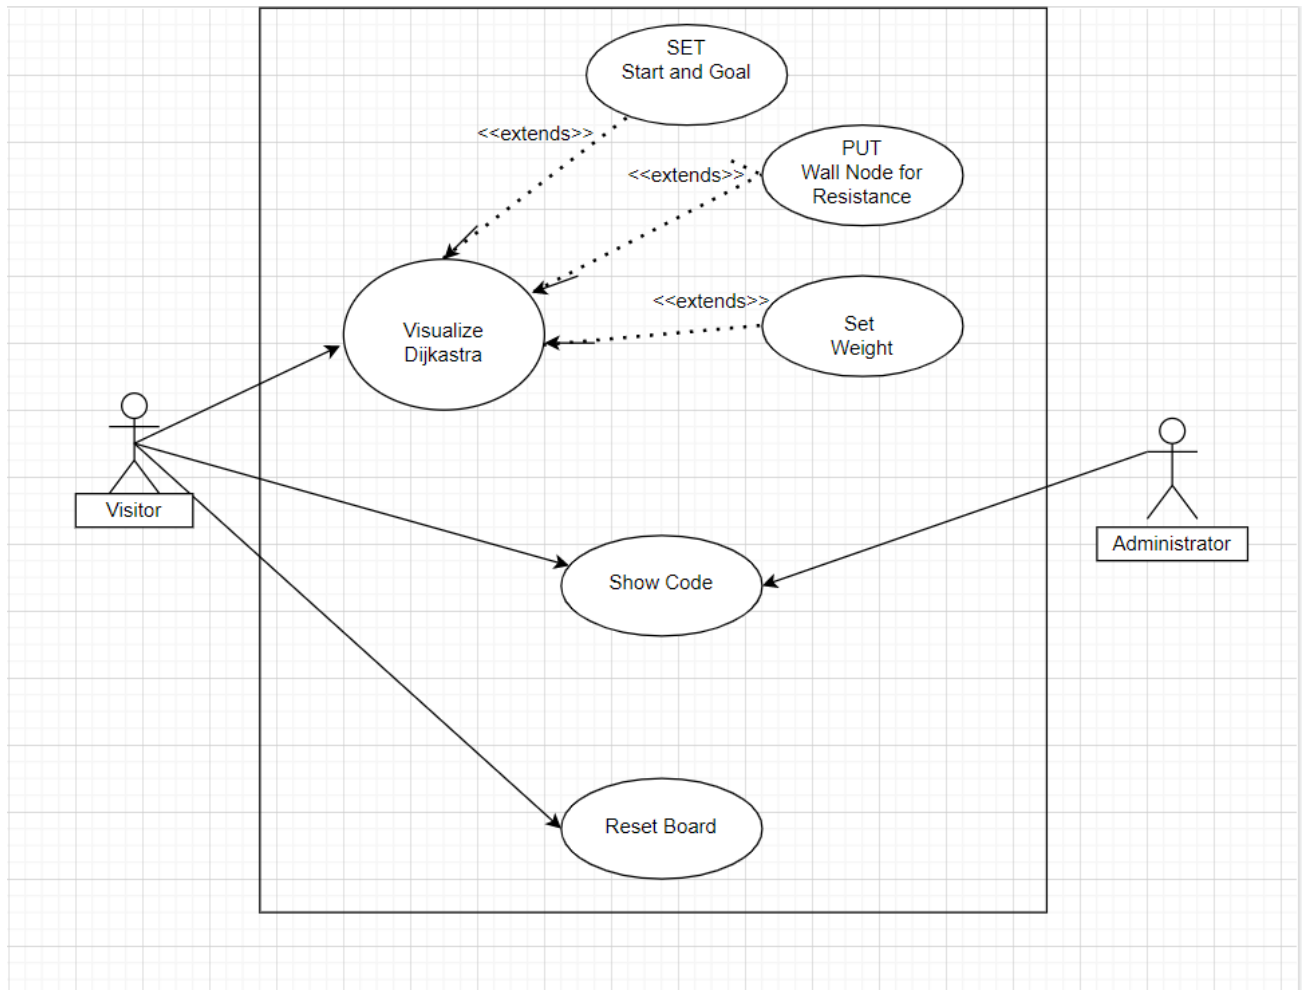 SET
Start and Goal
<<extends>>
PUT
Wall Node for
Resistance
<<extends>>
<<extends>>
Set
Weight
Visualize
Dijkastra
Visitor
Administrator
Show Code
Reset Board